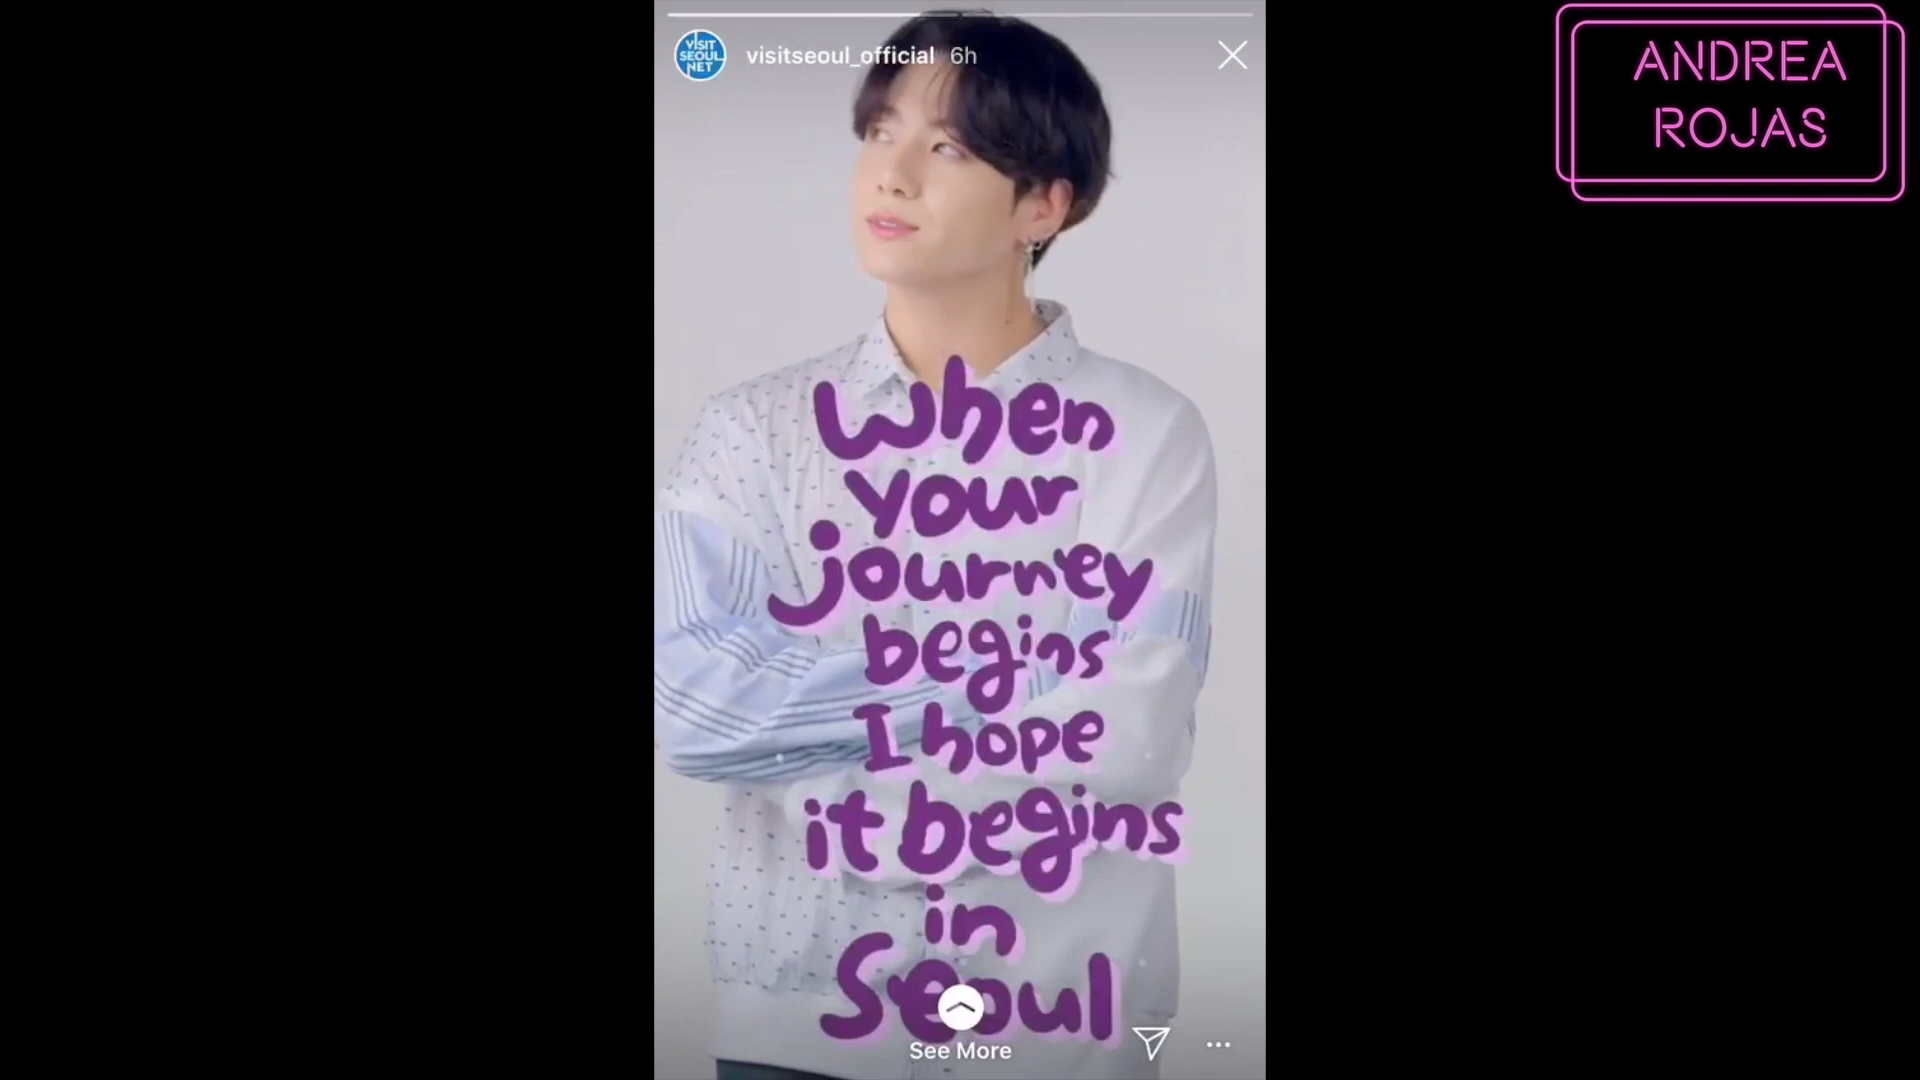 VISIT
SEOUL
NET
visitseoul_official 6h
ANDREA
ROJAS
When
your
journey
begins
I hope
it begins
in
Seoul
See More